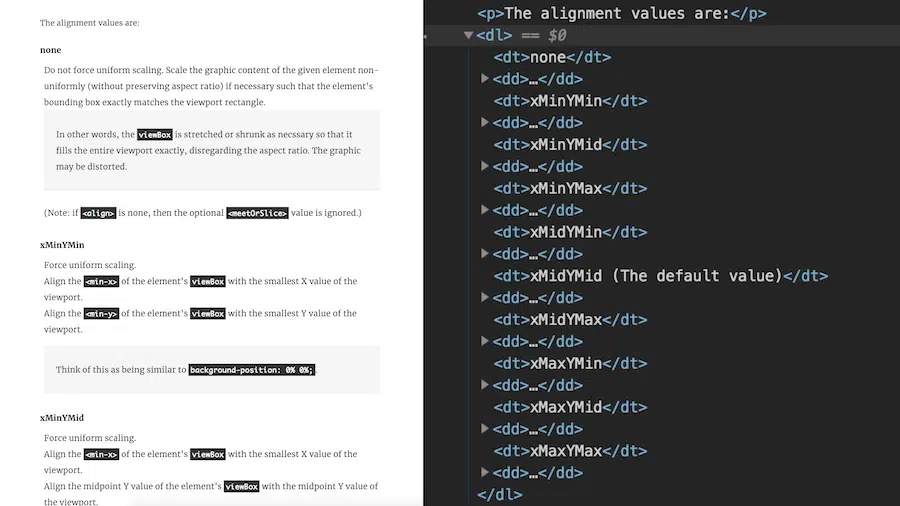 The alignment values are:
none
Do not force uniform scaling. Scale the graphic content of the given element non-
uniformly (without preserving aspect ratio) if necessary such that the element's
bounding box exactly matches the viewport rectangle.
In other words, the viewBox is stretched or shrunk as necssary so that it
fills the entire viewport exactly, disregarding the aspect ratio. The graphic
may be distorted.
(Note: if <align> is none, then the optional <meetOrSlice> value is ignored.)
xMinYMin
Force uniform scaling.
Align the <min-x> of the element's viewBox with the smallest X value of the
viewport.
Align the <min-y> of the element's viewBox with the smallest Y value of the
viewport.
Think of this as being similar to background-position: 0% 0%;.
xMinYMid
Force uniform scaling.
Align the <min-x> of the element's viewBox with the smallest X value of the
viewport.
Align the midpoint Y value of the element's viewBox with the midpoint Y value of
the viewport.
<p>The alignment values are:</p>
▼<dl> == $0
<dt>none</dt>
▶<dd>…</dd>
<dt>xMinYMin</dt>
▶<dd>…</dd>
<dt>xMinYMid</dt>
▶<dd>…</dd>
<dt>xMinYMax</dt>
▶<dd>…</dd>
<dt>xMidYMin</dt>
▶<dd>…</dd>
<dt>xMidYMid (The default value)</dt>
▶<dd>…</dd>
<dt>xMidYMax</dt>
▶<dd>…</dd>
<dt>xMaxYMin</dt>
▶<dd>…</dd>
<dt>xMaxYMid</dt>
▶<dd>…</dd>
<dt>xMaxYMax</dt>
▶<dd>…</dd>
</dl>